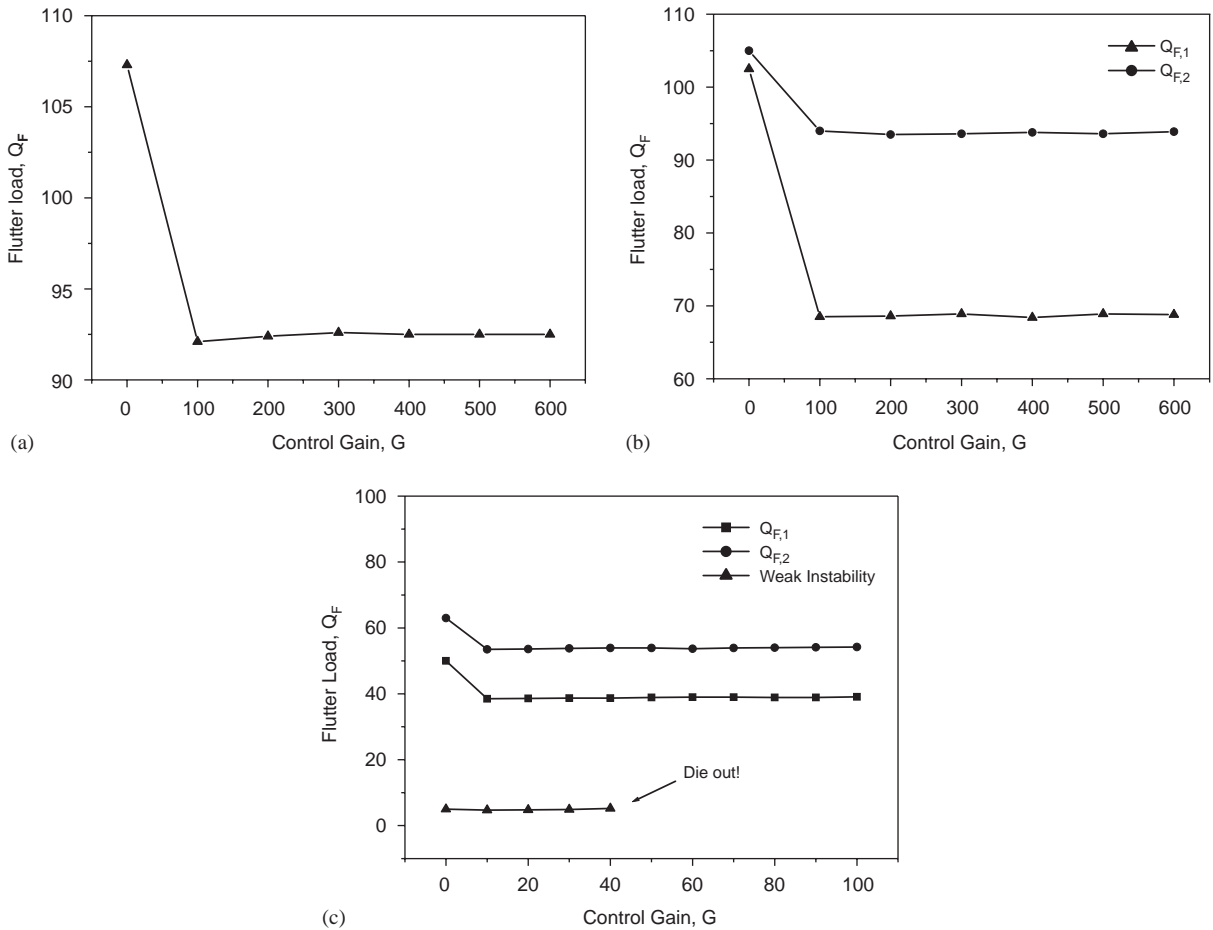 110
105
100
95
90
Flutter load, Q_F
0 100 200 300 400 500 600
Control Gain, G
(a)
110
100
90
80
70
60
Flutter load, Q_F
Q_F,1
Q_F,2
0 100 200 300 400 500 600
Control Gain, G
(b)
100
80
60
40
20
0
Flutter Load, Q_F
Q_F,1
Q_F,2
Weak Instability
Die out!
0 20 40 60 80 100
Control Gain, G
(c)